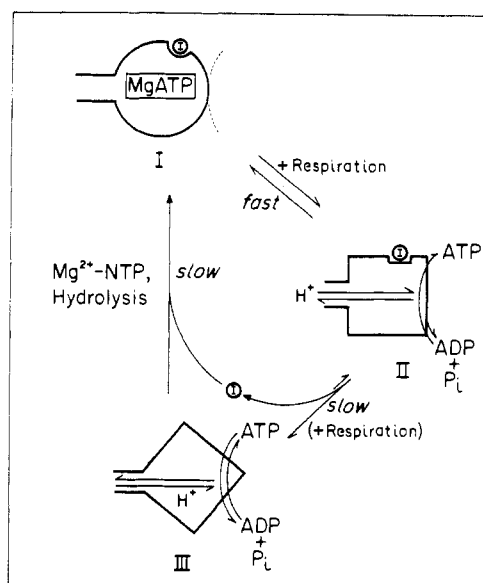 I
MgATP
I
+Respiration
fast
Mg²⁺-NTP,
Hydrolysis
slow
I
ATP
H⁺
ADP
+
Pi
II
I
slow
(+Respiration)
ATP
H⁺
ADP
+
Pi
III